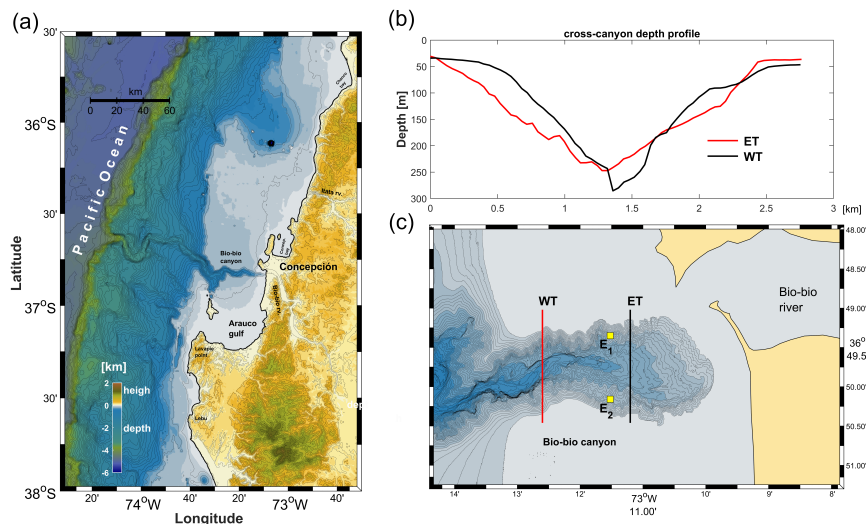 (a)
30'
36°S
30'
37°S
30'
38°S
Latitude
km
0 20 40 60
Pacific Ocean
Itata rv.
Bio-bio
canyon
Concepción
Bio-bio rv.
Arauco
gulf
Lavapie
point
Lebu
[km]
2
0
-2
-4
-6
heigh
depth
20' 74°W 40' 20' 73°W 40'
Longitude
(b)
cross-canyon depth profile
Depth [m]
0
50
100
150
200
250
300
ET
WT
0 0.5 1 1.5 2 2.5 3
[km]
(c)
WT ET
E1
E2
Bio-bio
river
Bio-bio canyon
48.00'
48.50'
49.00'
36°
49.5
50.00'
50.50'
51.00'
14' 13' 12' 73°W 10' 9' 8'
11.00'